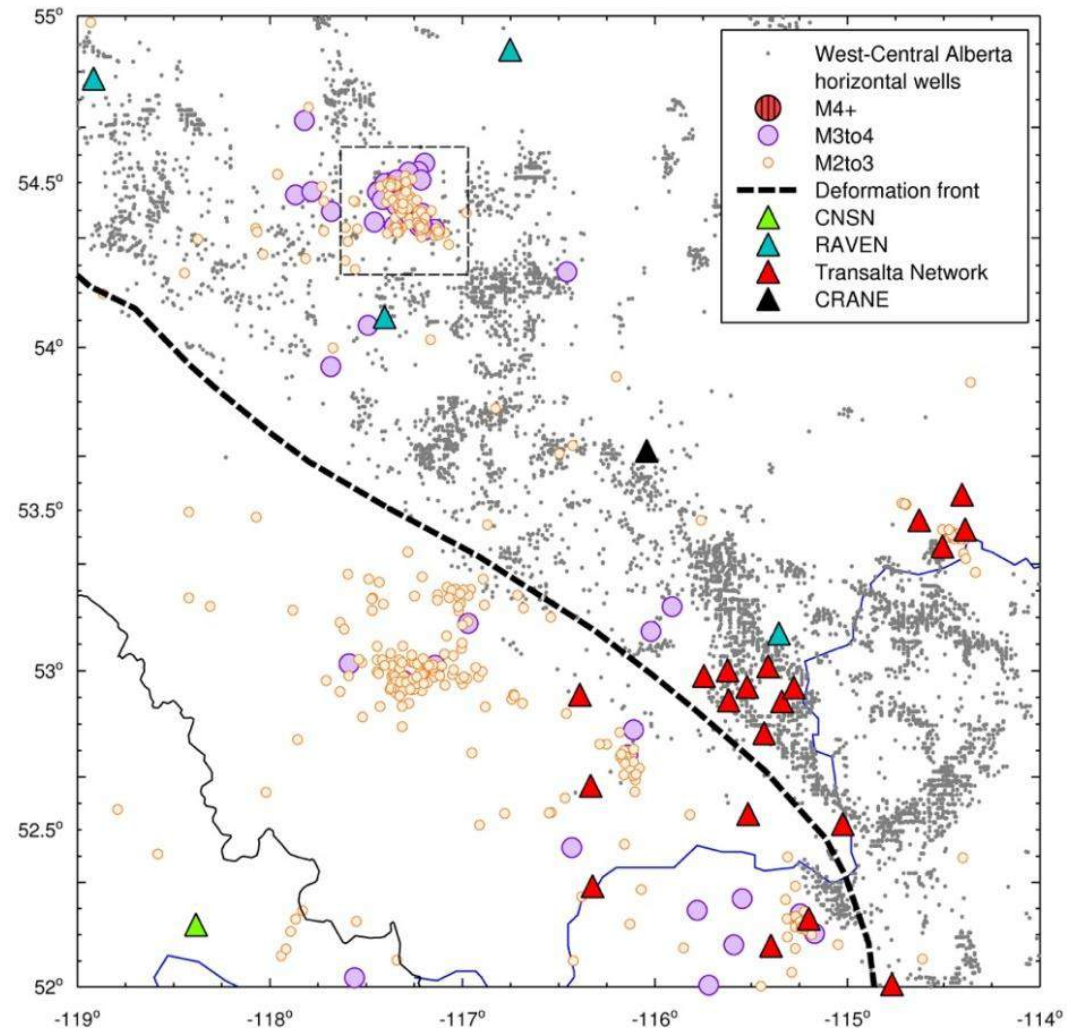 55°
54.5°
54°
53.5°
53°
52.5°
52°
-119°
-118°
-117°
-116°
-115°
-114°
West-Central Alberta
horizontal wells
M4+
M3to4
M2to3
Deformation front
CNSN
RAVEN
Transalta Network
CRANE